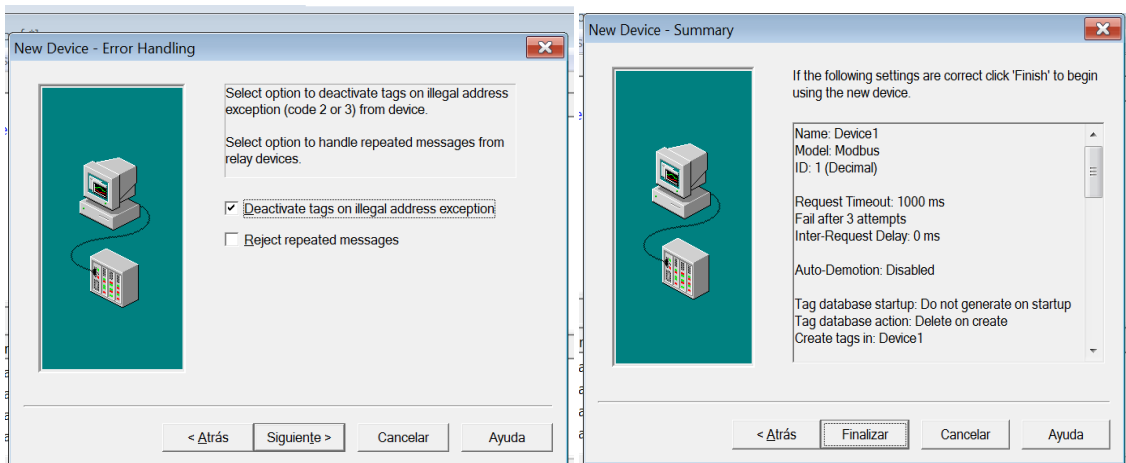 New Device - Error Handling
Select option to deactivate tags on illegal address
exception (code 2 or 3) from device.
Select option to handle repeated messages from
relay devices.
Deactivate tags on illegal address exception
Reject repeated messages
< Atrás
Siguiente >
Cancelar
Ayuda
New Device - Summary
If the following settings are correct click 'Finish' to begin
using the new device.
Name: Device1
Model: Modbus
ID: 1 (Decimal)
Request Timeout: 1000 ms
Fail after 3 attempts
Inter-Request Delay: 0 ms
Auto-Demotion: Disabled
Tag database startup: Do not generate on startup
Tag database action: Delete on create
Create tags in: Device1
< Atrás
Finalizar
Cancelar
Ayuda